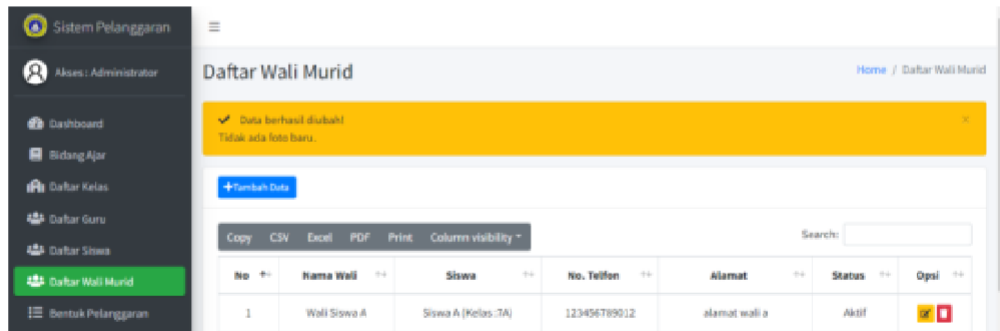 Sistem Pelanggaran
Akses : Administrator
Dashboard
Bidang Ajar
Daftar Kelas
Daftar Guru
Daftar Siswa
Daftar Wali Murid
Bentuk Pelanggaran
Daftar Wali Murid
Home / Daftar Wali Murid
Data berhasil diubah!
Tidak ada foto baru.
+Tambah Data
Copy CSV Excel PDF Print Column visibility
Search:
No Nama Wali Siswa No. Telfon Alamat Status Opsi
1 Wali Siswa A Siswa A [Kelas :7A] 123456789012 alamat wali a Aktif